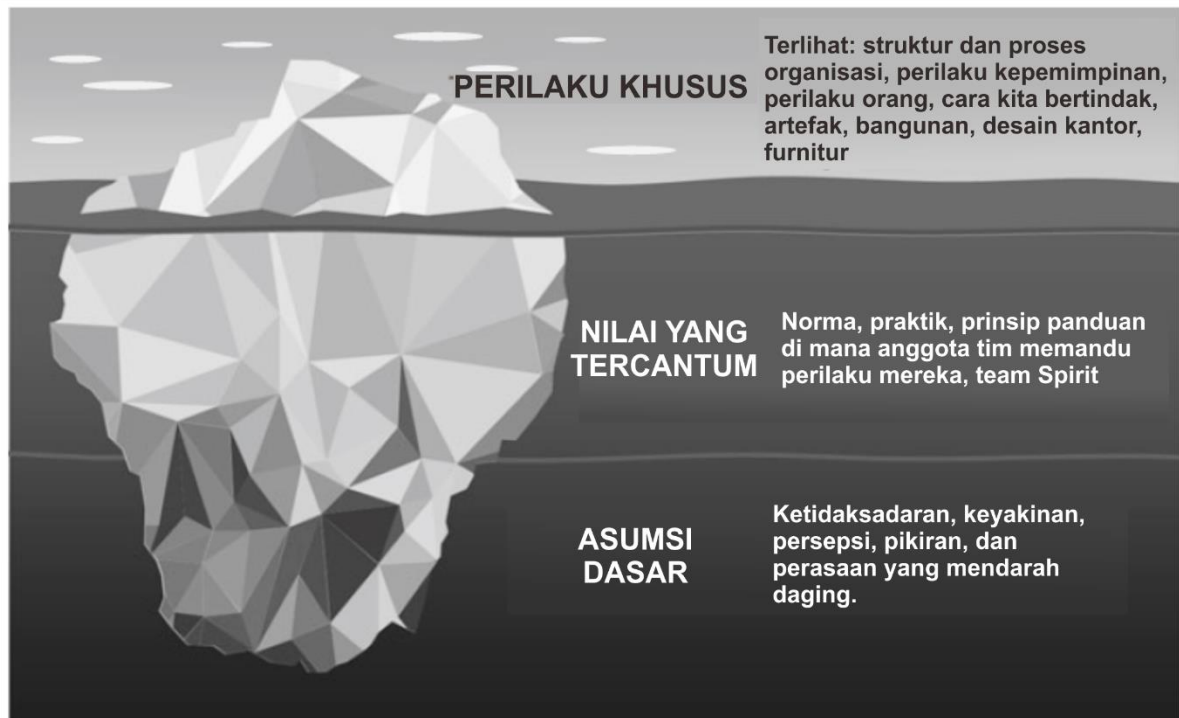 PERILAKU KHUSUS
Terlihat: struktur dan proses
organisasi, perilaku kepemimpinan,
perilaku orang, cara kita bertindak,
artefak, bangunan, desain kantor,
furnitur
NILAI YANG
TERCANTUM
Norma, praktik, prinsip panduan
di mana anggota tim memandu
perilaku mereka, team Spirit
ASUMSI
DASAR
Ketidaksadaran, keyakinan,
persepsi, pikiran, dan
perasaan yang mendarah
daging.